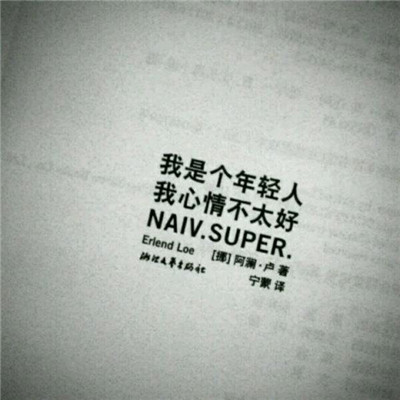 我是个年轻人
我心情不太好
NAIV.SUPER.
Erlend Loe [挪] 阿澜·卢 著
宁蒙 译
浙江文艺出版社